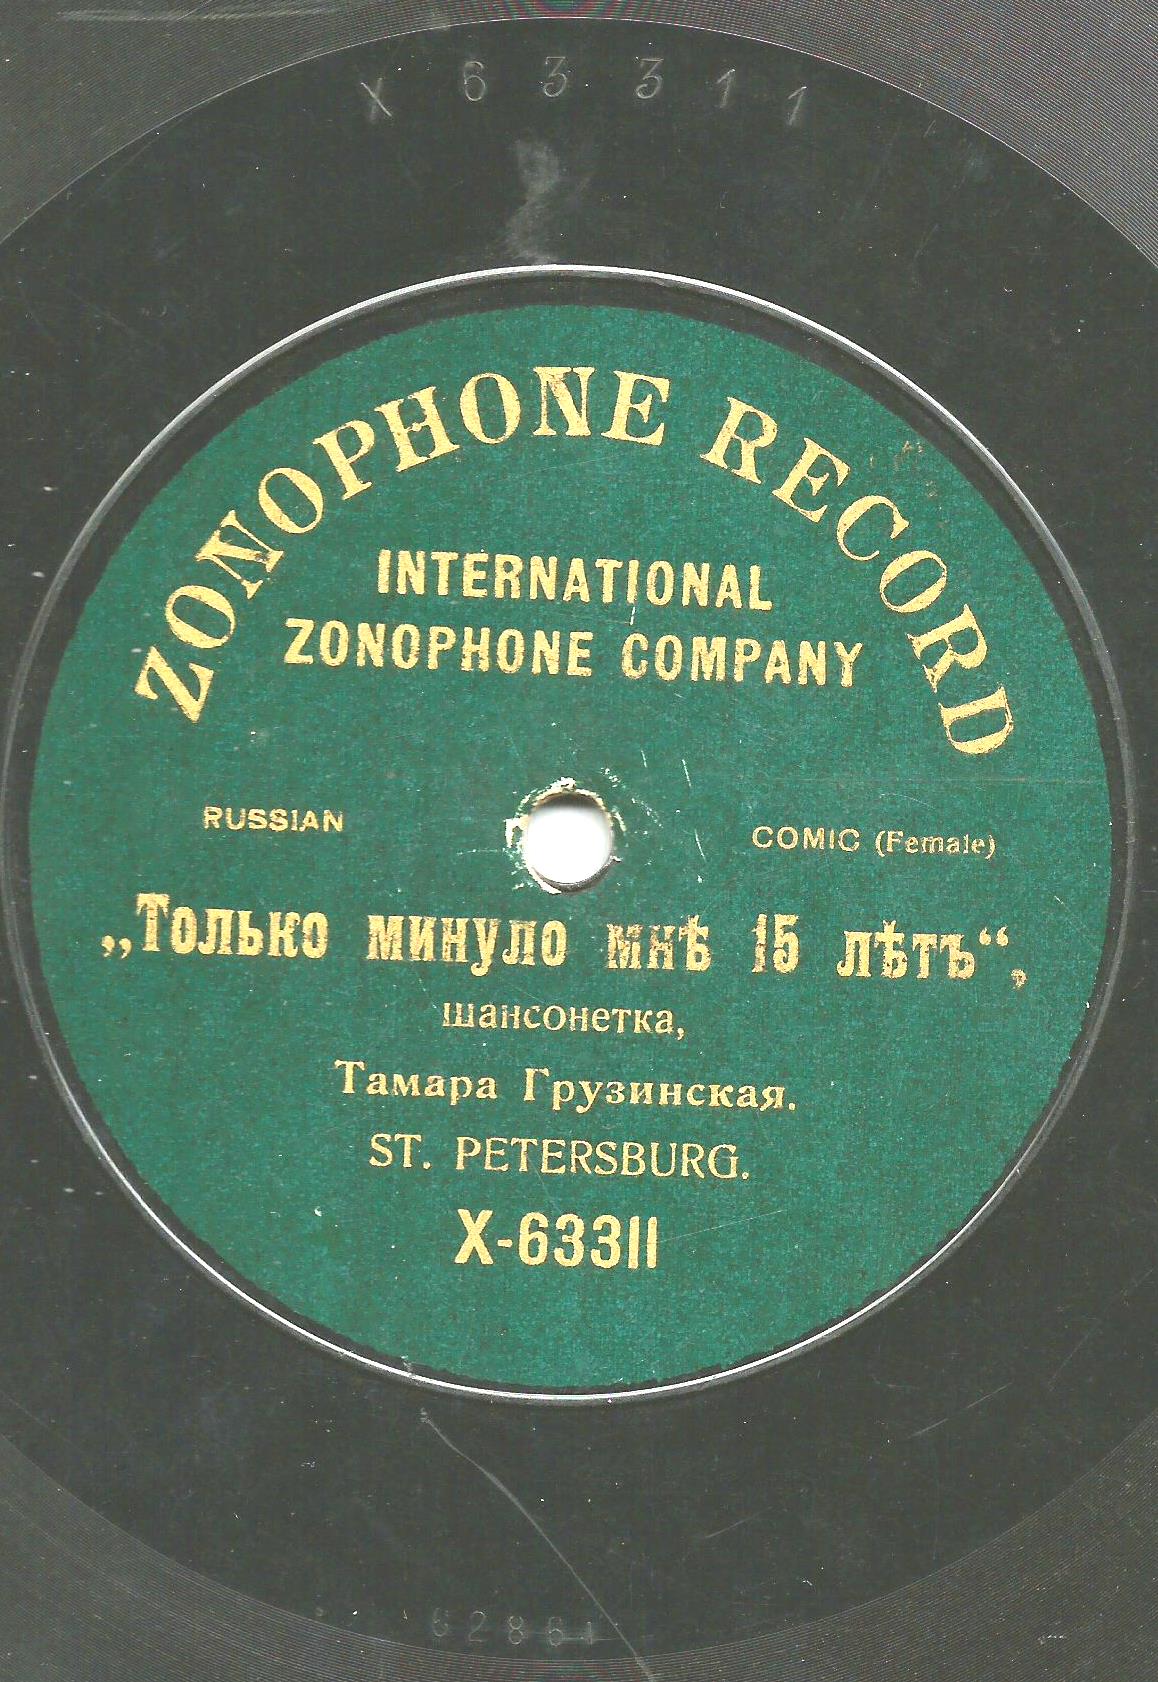 X 63311
ZONOPHONE RECORD
INTERNATIONAL
ZONOPHONE COMPANY
RUSSIAN
COMIC (Female)
„Только минуло мнѣ 15 лѣтъ“,
шансонетка,
Тамара Грузинская.
ST. PETERSBURG.
X-63311